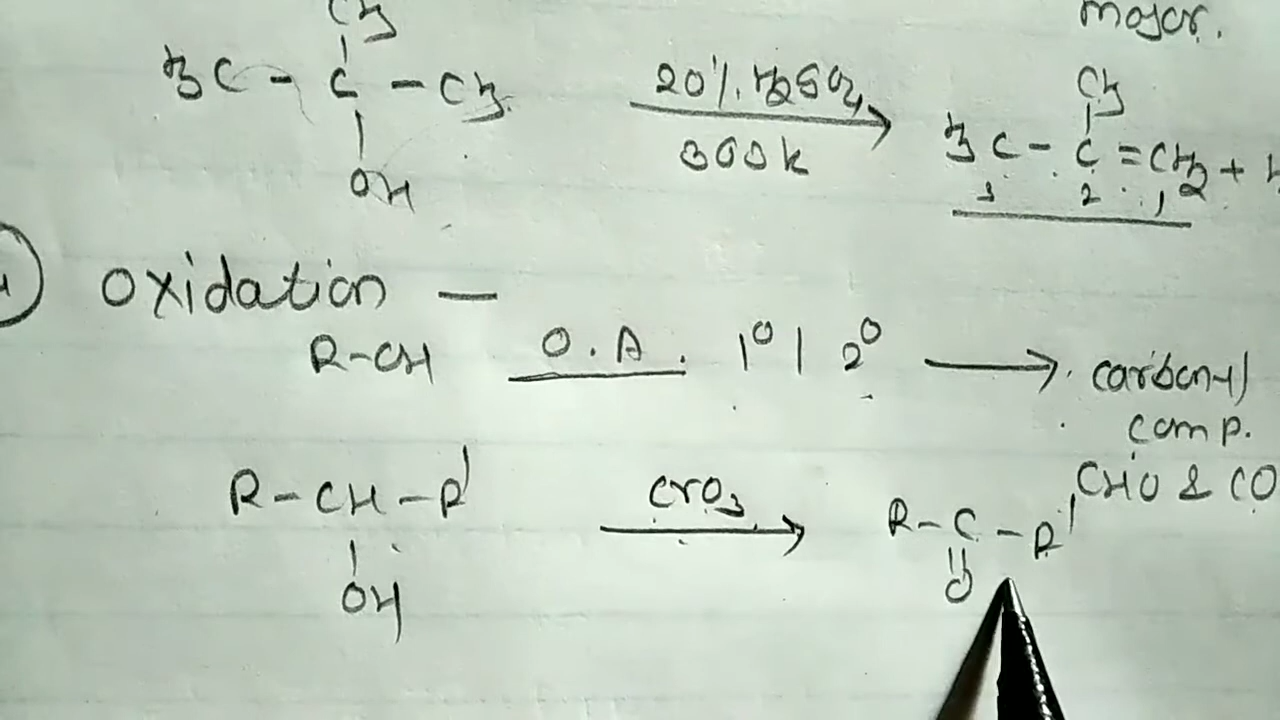 major.
CH3
H3C - C - CH3
OH
20%. H2SO4
CH3
H3C - C = CH2 +
3 2 1
Oxidation —
R-OH O.A. 1° | 2° ⟶ carbonyl
comp.
CHO & CO
R-CH-R'
OH
CrO3
R-C-R'
O